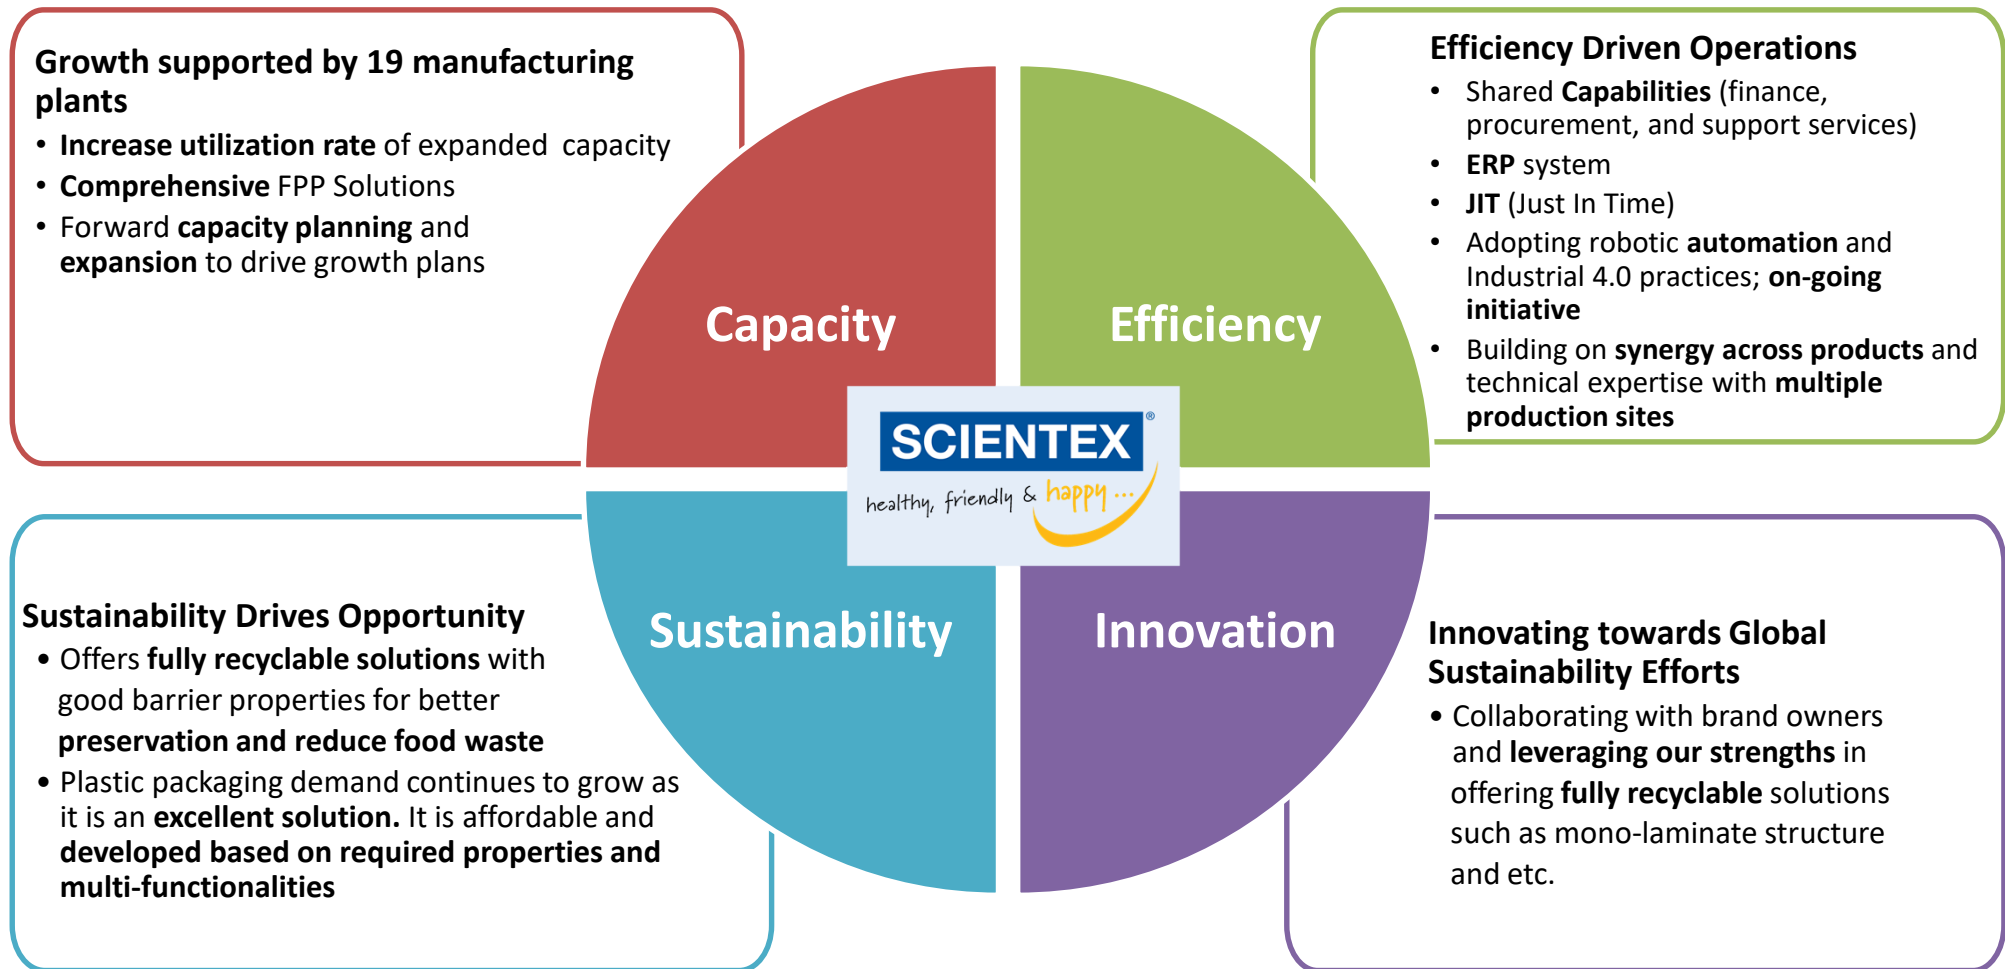 Growth supported by 19 manufacturing
plants
• Increase utilization rate of expanded capacity
• Comprehensive FPP Solutions
• Forward capacity planning and
expansion to drive growth plans
Efficiency Driven Operations
• Shared Capabilities (finance,
procurement, and support services)
• ERP system
• JIT (Just In Time)
• Adopting robotic automation and
Industrial 4.0 practices; on-going
initiative
• Building on synergy across products and
technical expertise with multiple
production sites
Capacity
Efficiency
SCIENTEX®
healthy, friendly & happy ...
Sustainability
Innovation
Sustainability Drives Opportunity
• Offers fully recyclable solutions with
good barrier properties for better
preservation and reduce food waste
• Plastic packaging demand continues to grow as
it is an excellent solution. It is affordable and
developed based on required properties and
multi-functionalities
Innovating towards Global
Sustainability Efforts
• Collaborating with brand owners
and leveraging our strengths in
offering fully recyclable solutions
such as mono-laminate structure
and etc.